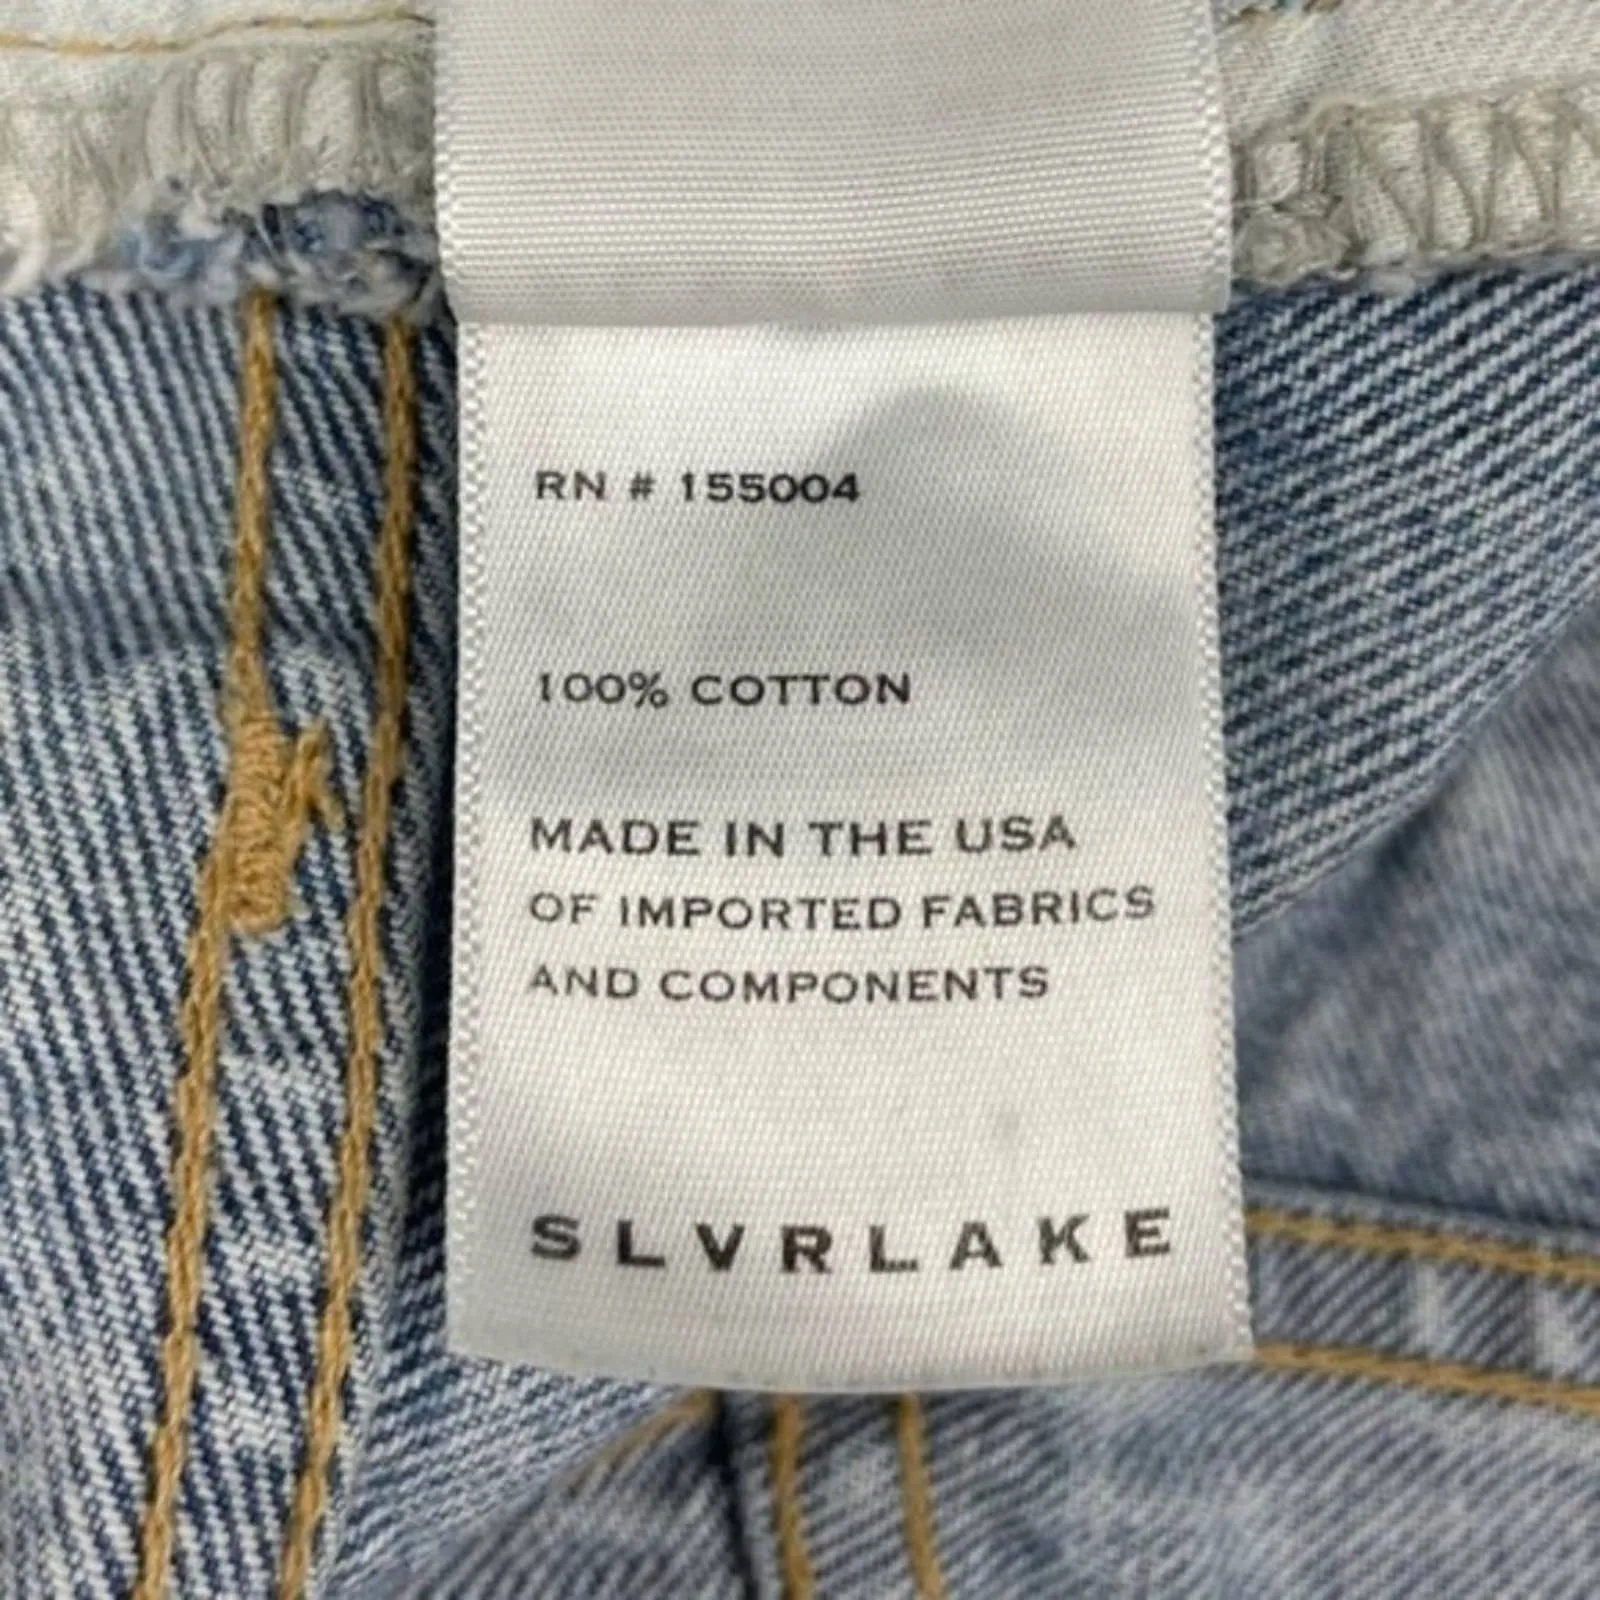 RN # 155004
100% COTTON
MADE IN THE USA
OF IMPORTED FABRICS
AND COMPONENTS
SLVRLAKE